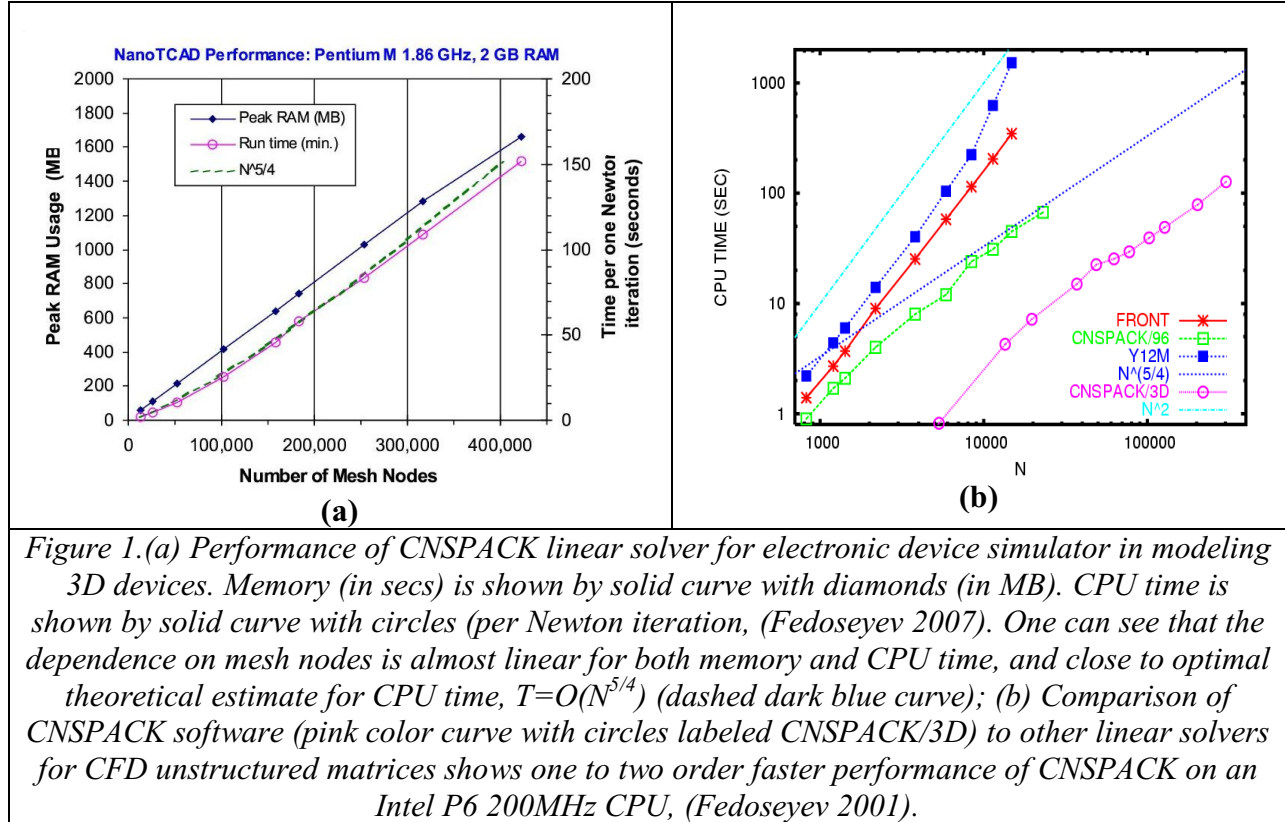 NanoTCAD Performance: Pentium M 1.86 GHz, 2 GB RAM
2000
1800
1600
1400
1200
1000
800
600
400
200
0
Peak RAM Usage (MB
Peak RAM (MB)
Run time (min.)
N^5/4
200
150
100
50
0
Time per one Newton
iteration (seconds)
0
100,000
200,000
300,000
400,000
Number of Mesh Nodes
(a)
1000
100
10
1
CPU TIME (SEC)
FRONT
CNSPACK/96
Y12M
N^(5/4)
CNSPACK/3D
N^2
1000
10000
100000
N
(b)
Figure 1.(a) Performance of CNSPACK linear solver for electronic device simulator in modeling
3D devices. Memory (in secs) is shown by solid curve with diamonds (in MB). CPU time is
shown by solid curve with circles (per Newton iteration, (Fedoseyev 2007). One can see that the
dependence on mesh nodes is almost linear for both memory and CPU time, and close to optimal
theoretical estimate for CPU time, T=O(N^{5/4}) (dashed dark blue curve); (b) Comparison of
CNSPACK software (pink color curve with circles labeled CNSPACK/3D) to other linear solvers
for CFD unstructured matrices shows one to two order faster performance of CNSPACK on an
Intel P6 200MHz CPU, (Fedoseyev 2001).